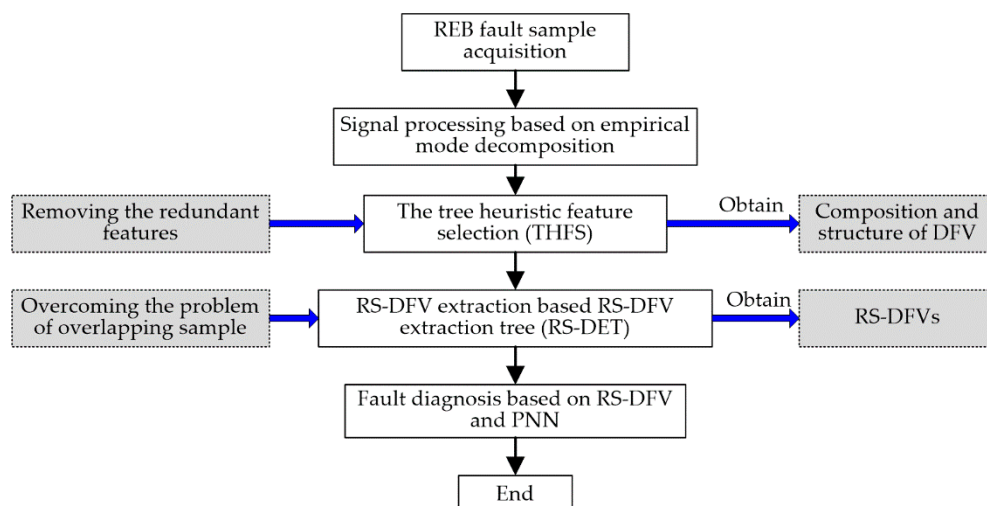 REB fault sample
acquisition
Signal processing based on empirical
mode decomposition
Removing the redundant
features
The tree heuristic feature
selection (THFS)
Obtain
Composition and
structure of DFV
Overcoming the problem
of overlapping sample
RS-DFV extraction based RS-DFV
extraction tree (RS-DET)
Obtain
RS-DFVs
Fault diagnosis based on RS-DFV
and PNN
End